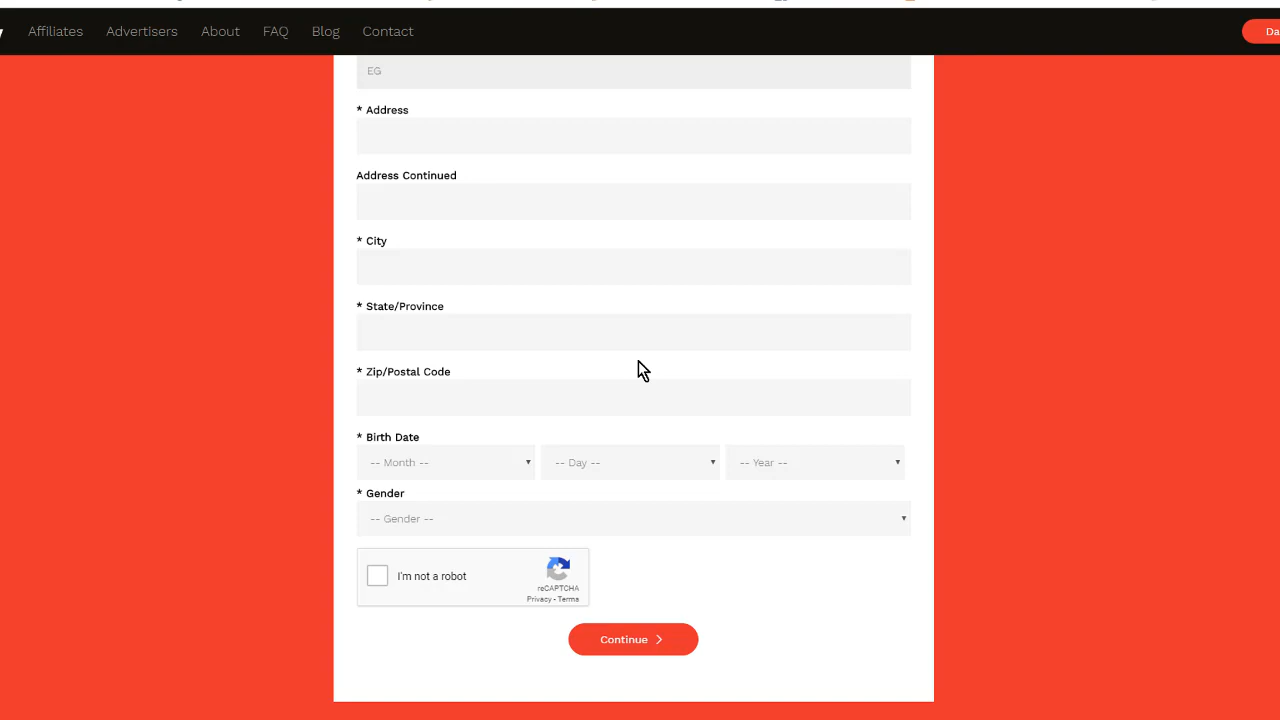 Affiliates Advertisers About FAQ Blog Contact
EG
* Address
Address Continued
* City
* State/Province
* Zip/Postal Code
* Birth Date
-- Month -- -- Day -- -- Year --
* Gender
-- Gender --
I'm not a robot
reCAPTCHA
Privacy - Terms
Continue